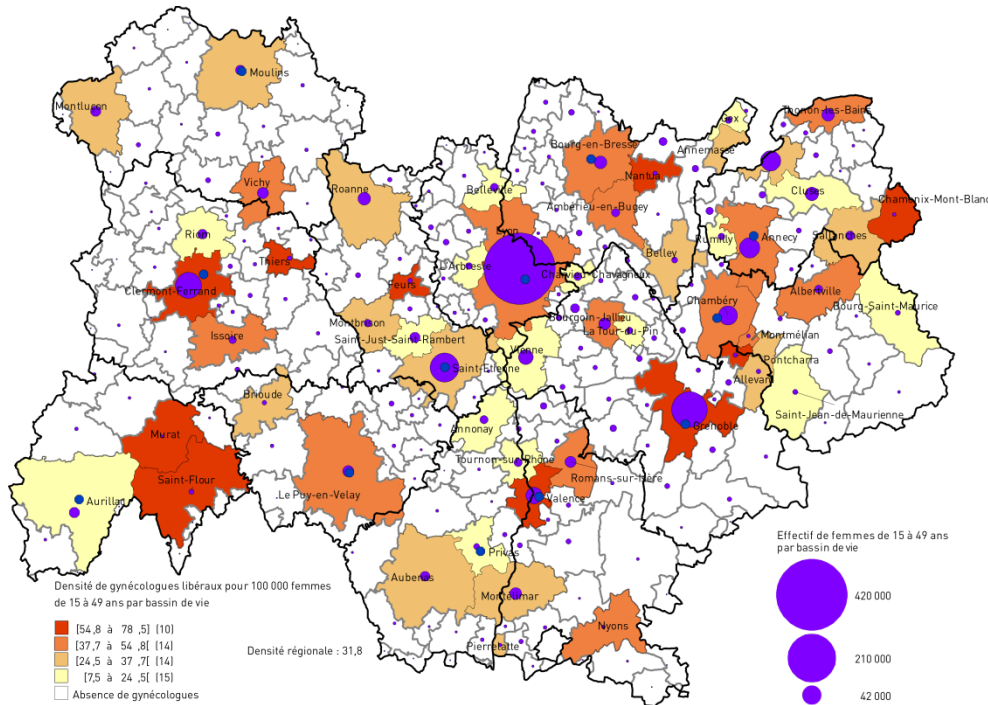 Moulins
Montluçon
Thonon-les-Bains
Gex
Annemasse
Bourg-en-Bresse
Nantua
Vichy
Roanne
Belleville
Cluses
Chamonix-Mont-Blanc
Ambérieu-en-Bugey
Riom
Lyon
Rumilly
Annecy
Sallanches
Thiers
L'Arbresle
Belley
Clermont-Ferrand
Feurs
Charvieu-Chavagneux
Albertville
Chambéry
Bourg-Saint-Maurice
Issoire
Montbrison
Bourgoin-Jallieu
La Tour-du-Pin
Saint-Just-Saint-Rambert
Montmélian
Vienne
Pontcharra
Saint-Etienne
Allevard
Brioude
Saint-Jean-de-Maurienne
Annonay
Grenoble
Murat
Tournon-sur-Rhône
Saint-Flour
Romans-sur-Isère
Le Puy-en-Velay
Valence
Aurillac
Privas
Aubenas
Montélimar
Nyons
Pierrelatte
Densité de gynécologues libéraux pour 100 000 femmes
de 15 à 49 ans par bassin de vie
[54,8 à 78 ,5] (10)
[37,7 à 54 ,8[ (14)
[24,5 à 37 ,7[ (14)
[7,5 à 24 ,5[ (15)
Absence de gynécologues
Densité régionale : 31,8
Effectif de femmes de 15 à 49 ans
par bassin de vie
420 000
210 000
42 000